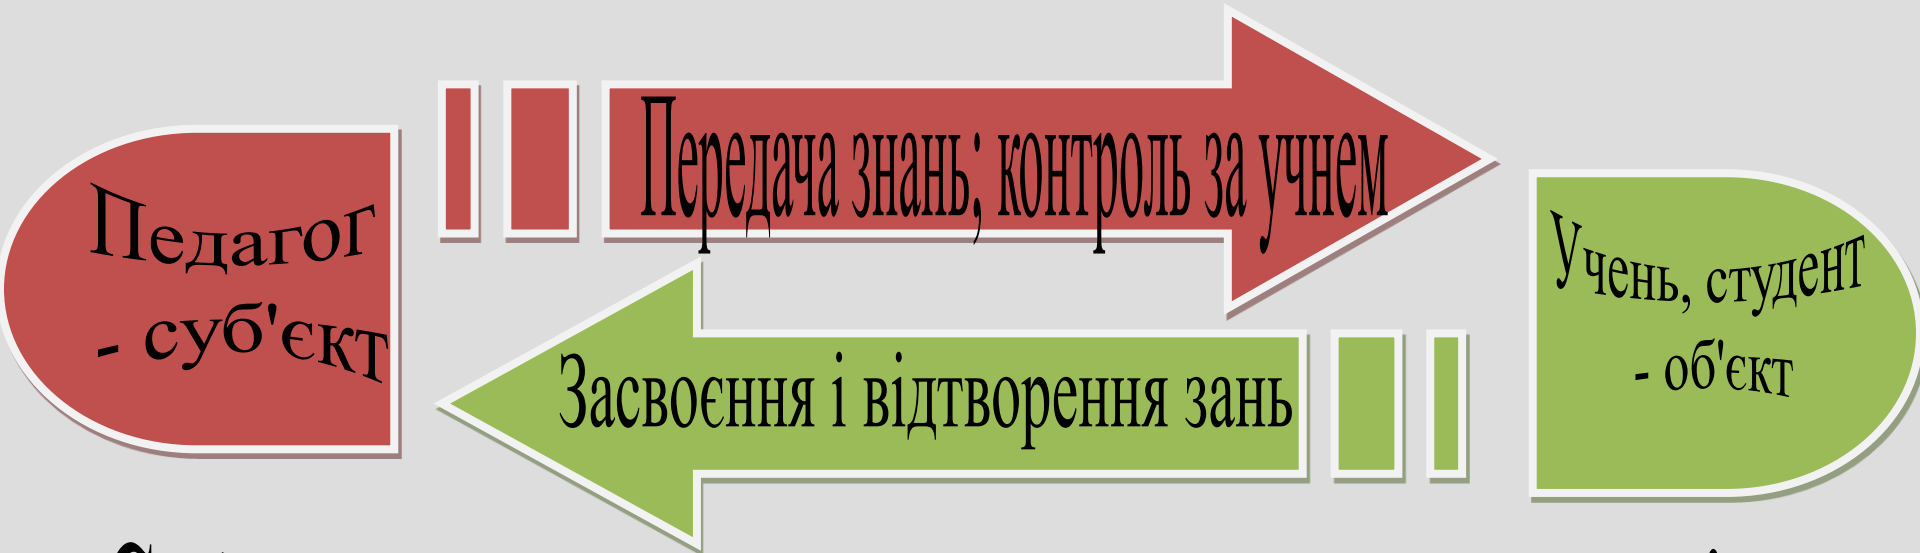 Передача знань; контроль за учнем
Педагог
- суб'єкт
Учень, студент
- об'єкт
Засвоєння і відтворення зань